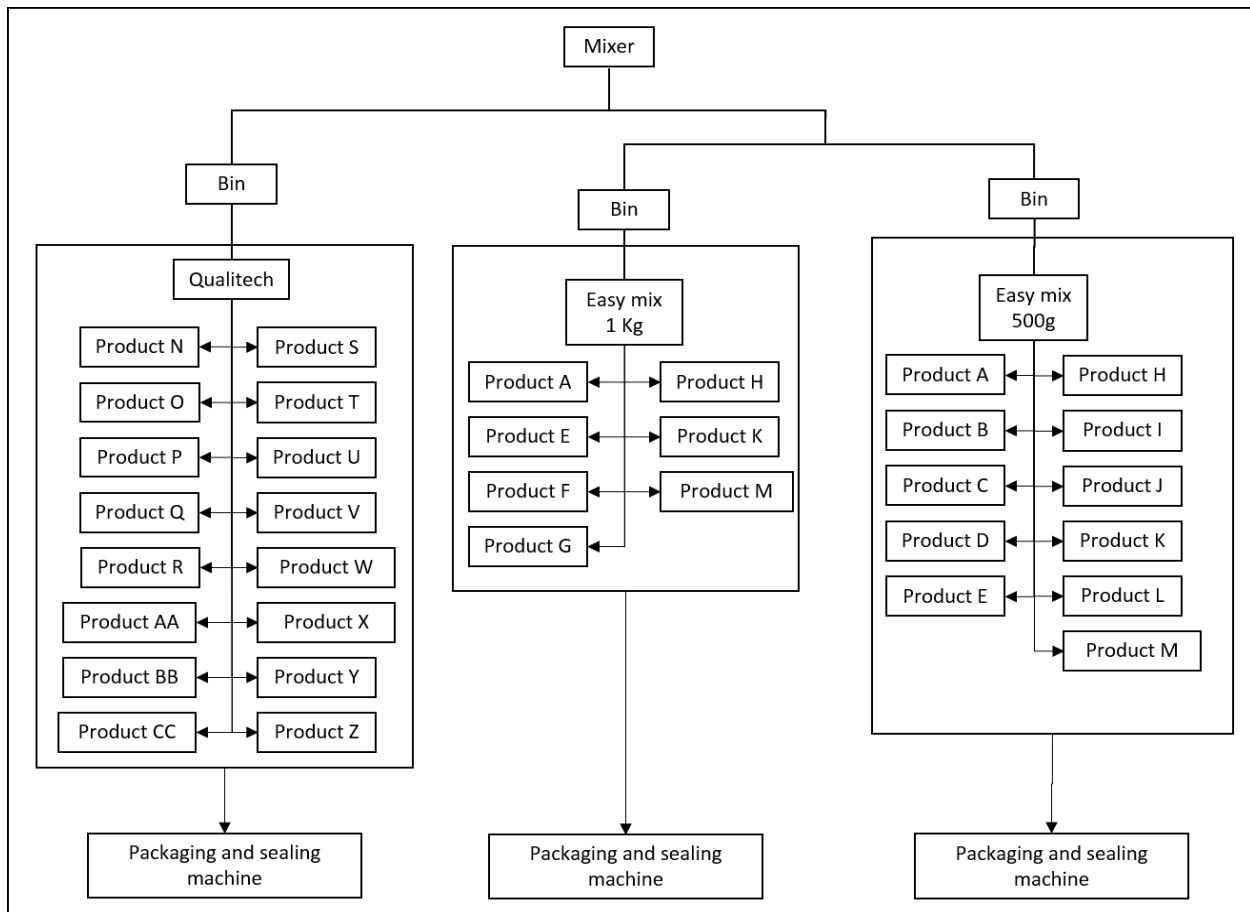 Mixer
Bin
Bin
Bin
Qualitech
Product N
Product S
Product O
Product T
Product P
Product U
Product Q
Product V
Product R
Product W
Product AA
Product X
Product BB
Product Y
Product CC
Product Z
Packaging and sealing
machine
Easy mix
1 Kg
Product A
Product H
Product E
Product K
Product F
Product M
Product G
Packaging and sealing
machine
Easy mix
500g
Product A
Product H
Product B
Product I
Product C
Product J
Product D
Product K
Product E
Product L
Product M
Packaging and sealing
machine